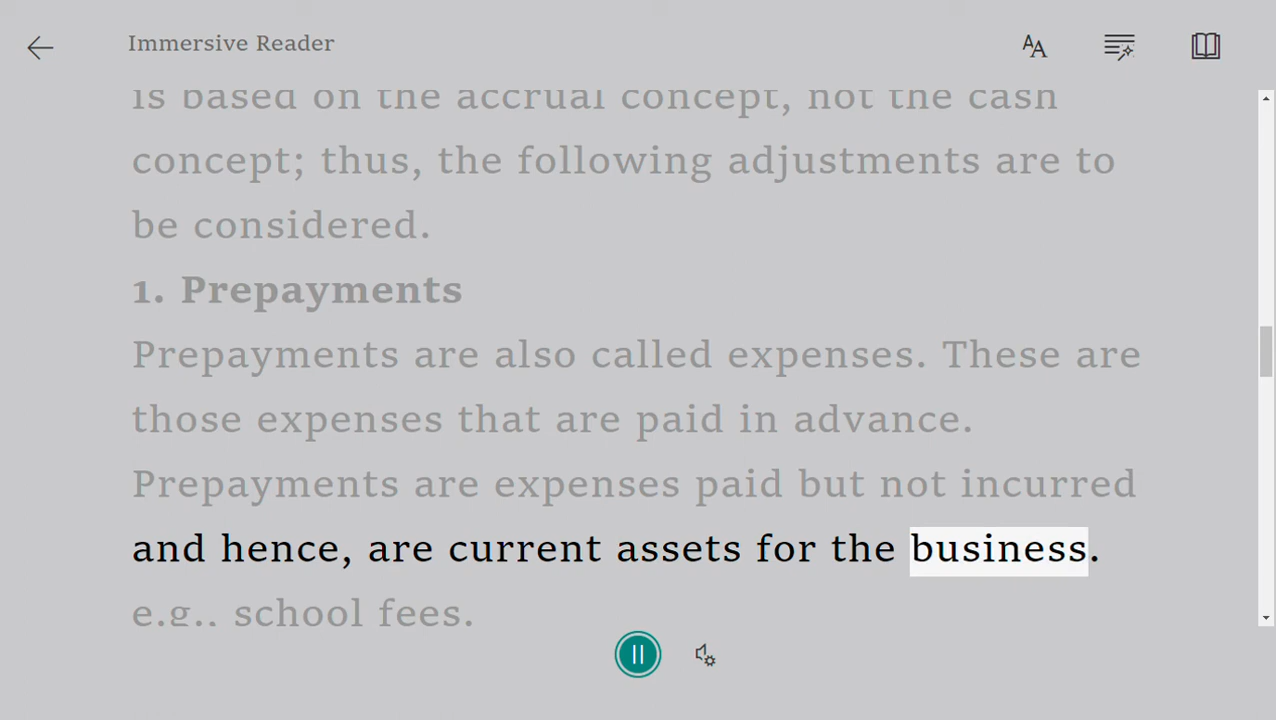 Immersive Reader
is based on the accrual concept, not the cash
concept; thus, the following adjustments are to
be considered.
1. Prepayments
Prepayments are also called expenses. These are
those expenses that are paid in advance.
Prepayments are expenses paid but not incurred
and hence, are current assets for the business.
e.g., school fees.